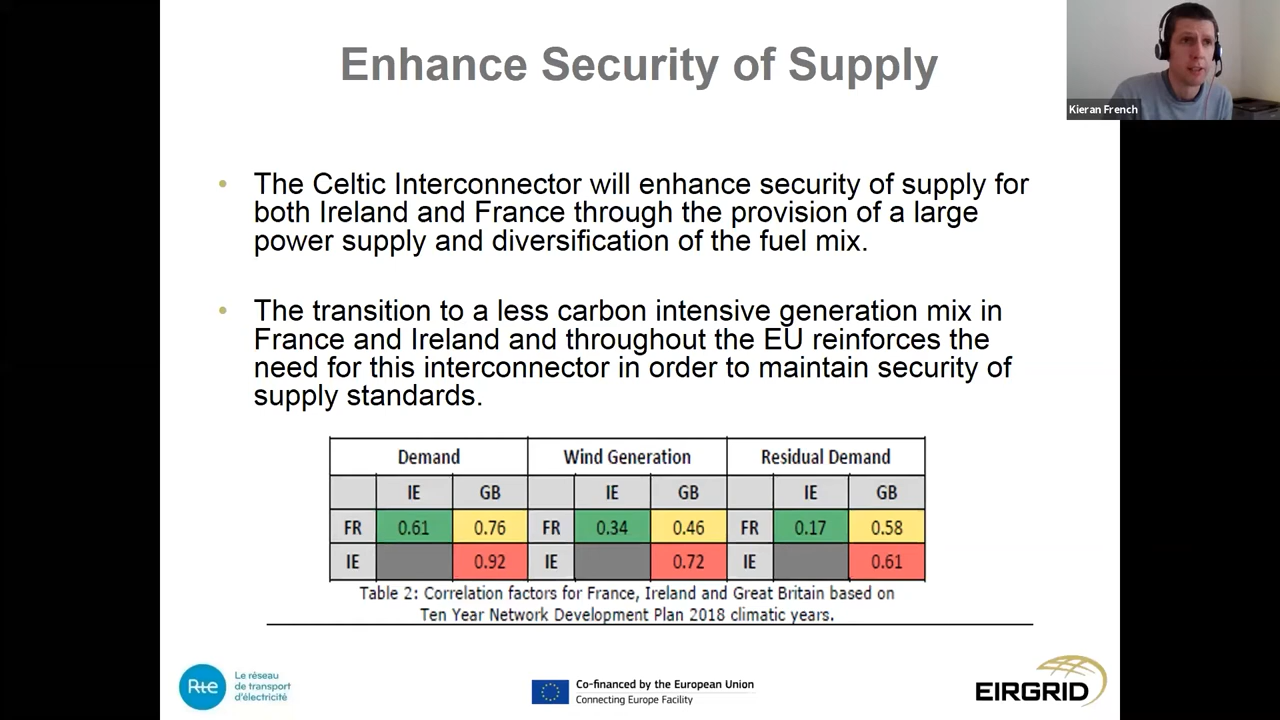 Enhance Security of Supply
Kieran French
• The Celtic Interconnector will enhance security of supply for
both Ireland and France through the provision of a large
power supply and diversification of the fuel mix.
• The transition to a less carbon intensive generation mix in
France and Ireland and throughout the EU reinforces the
need for this interconnector in order to maintain security of
supply standards.
Demand Wind Generation Residual Demand
IE GB IE GB IE GB
FR 0.61 0.76 FR 0.34 0.46 FR 0.17 0.58
IE 0.92 IE 0.72 IE 0.61
Table 2: Correlation factors for France, Ireland and Great Britain based on
Ten Year Network Development Plan 2018 climatic years.
Rte
Le réseau
de transport
d'électricité
Co-financed by the European Union
Connecting Europe Facility
EIRGRID